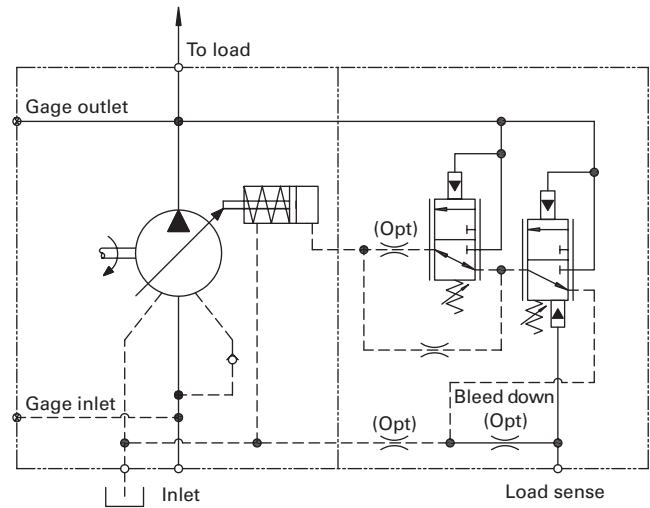 To load
Gage outlet
(Opt)
Gage inlet
Bleed down
(Opt)
(Opt)
Inlet
Load sense